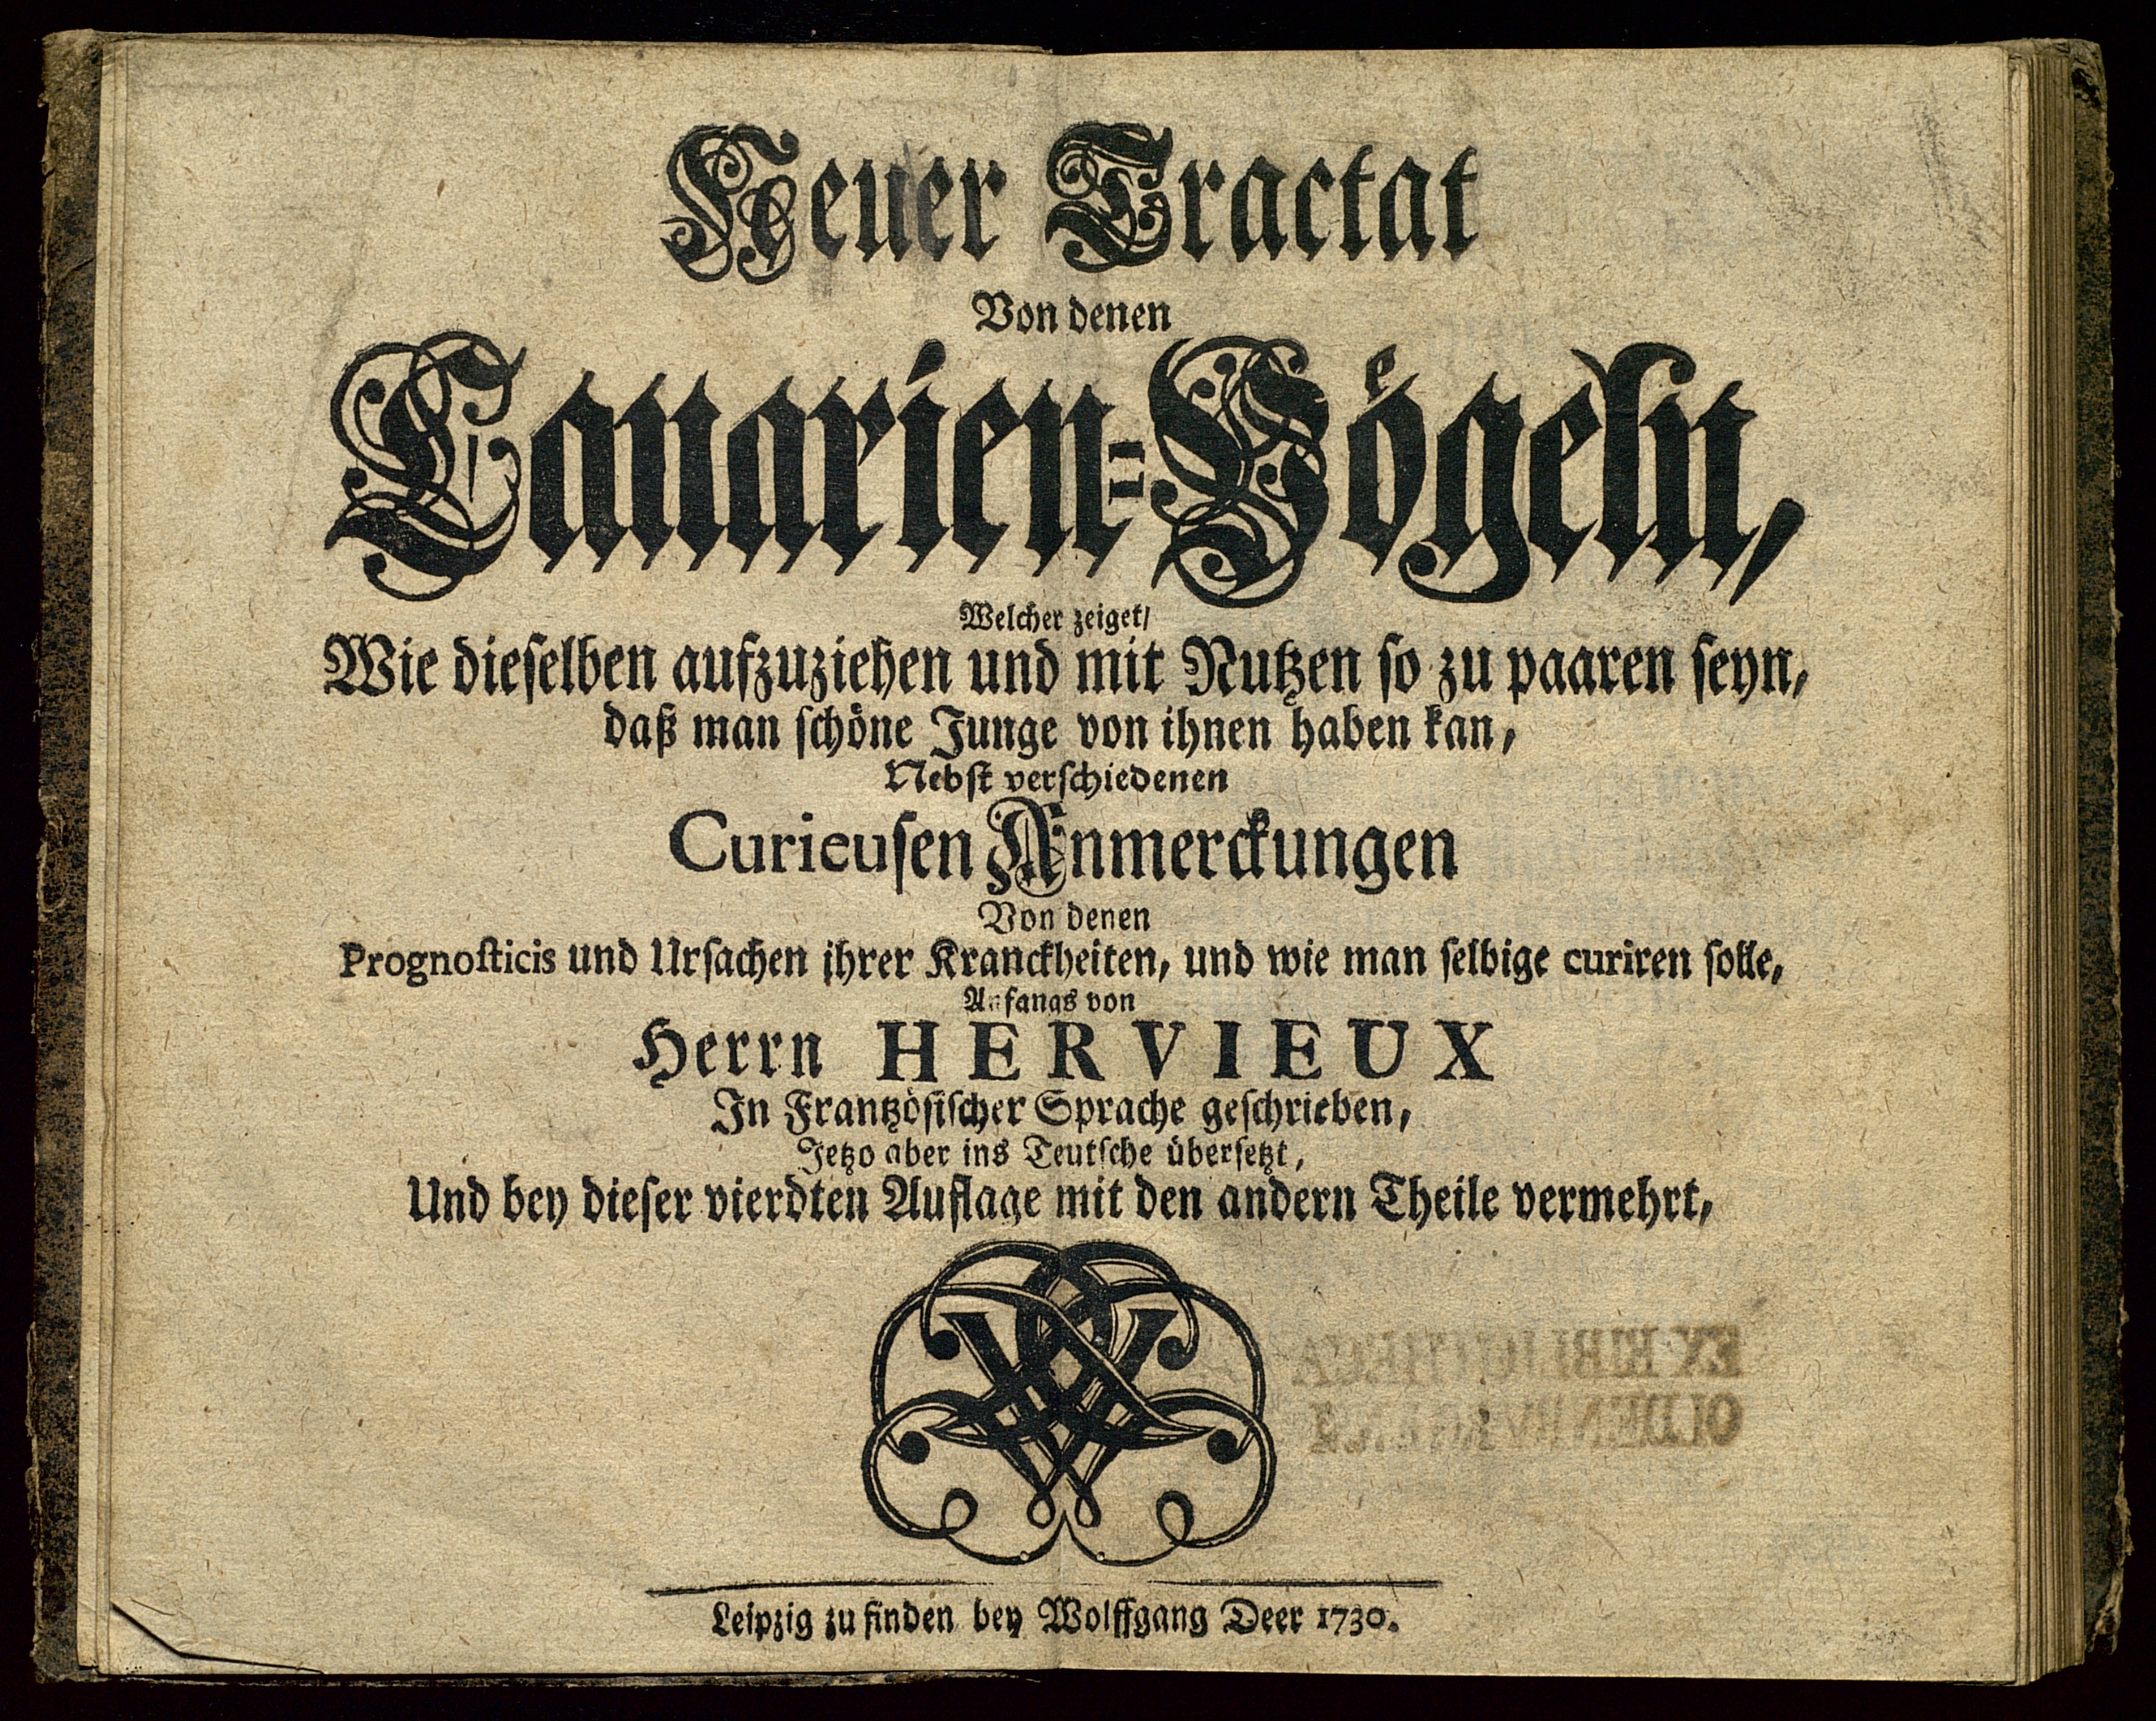 Neuer Tractat
Von denen
Canarien-Vögeln,
Welcher zeiget/
Wie dieselben aufzuziehen und mit Nutzen so zu paaren seyn,
daß man schöne Junge von ihnen haben kan,
Nebst verschiedenen
Curieusen Anmerckungen
Von denen
Prognosticis und Ursachen ihrer Kranckheiten, und wie man selbige curiren solle,
Anfangs von
Herrn HERVIEUX
In Frantzösischer Sprache geschrieben,
Jetzo aber ins Teutsche übersetzt,
Und bey dieser vierdten Auflage mit den andern Theile vermehrt,
EX BIBLIOTHECA
OLDENBVRGENSI
Leipzig zu finden bey Wolffgang Deer 1730.